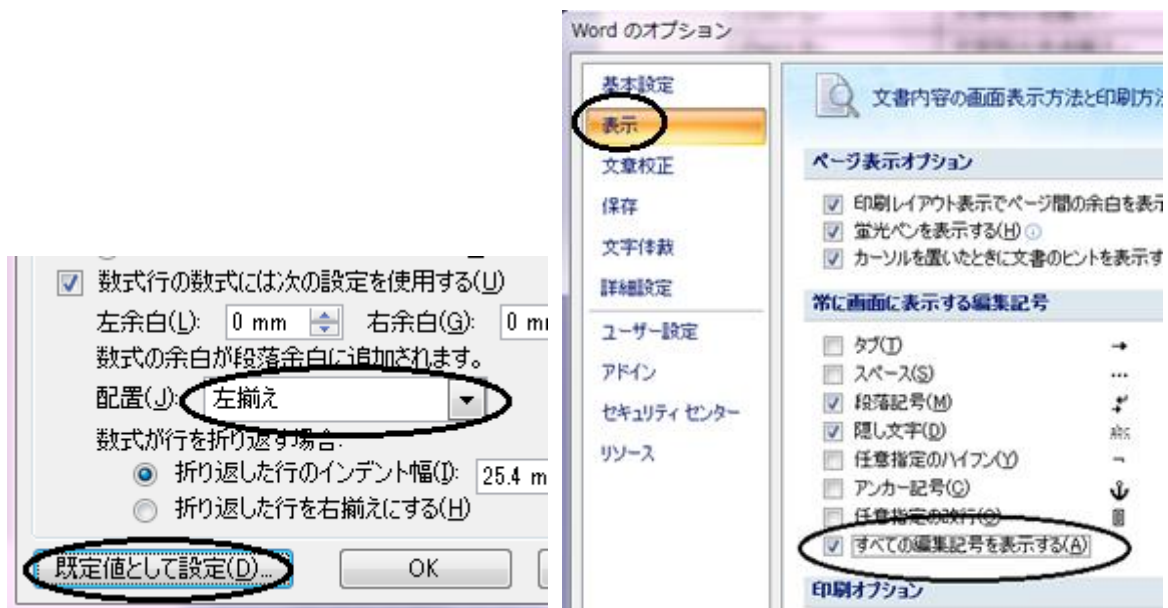 数式行の数式には次の設定を使用する(U)
左余白(L): 0 mm 右余白(G): 0 m
数式の余白が段落余白に追加されます。
配置(J): 左揃え
数式が行を折り返す場合:
折り返した行のインデント幅(I): 25.4 m
折り返した行を右揃えにする(H)
既定値として設定(D)... OK
Word のオプション
基本設定
表示
文章校正
保存
文字体裁
詳細設定
ユーザー設定
アドイン
セキュリティ センター
リソース
文書内容の画面表示方法と印刷方法
ページ表示オプション
印刷レイアウト表示でページ間の余白を表示
蛍光ペンを表示する(H)
カーソルを置いたときに文書のヒントを表示す
常に画面に表示する編集記号
タブ(T)
スペース(S)
段落記号(M)
隠し文字(D) abc
任意指定のハイフン(Y)
アンカー記号(C)
任意指定の改行(O)
すべての編集記号を表示する(A)
印刷オプション